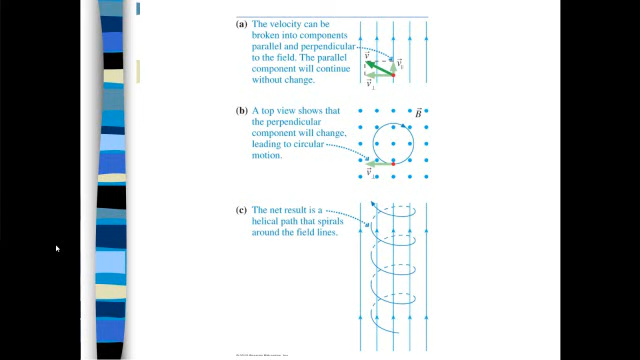 (a) The velocity can be
broken into components
parallel and perpendicular
to the field. The parallel
component will continue
without change.
v
v∥
v⊥
(b) A top view shows that
the perpendicular
component will change,
leading to circular
motion.
B
v⊥
(c) The net result is a
helical path that spirals
around the field lines.